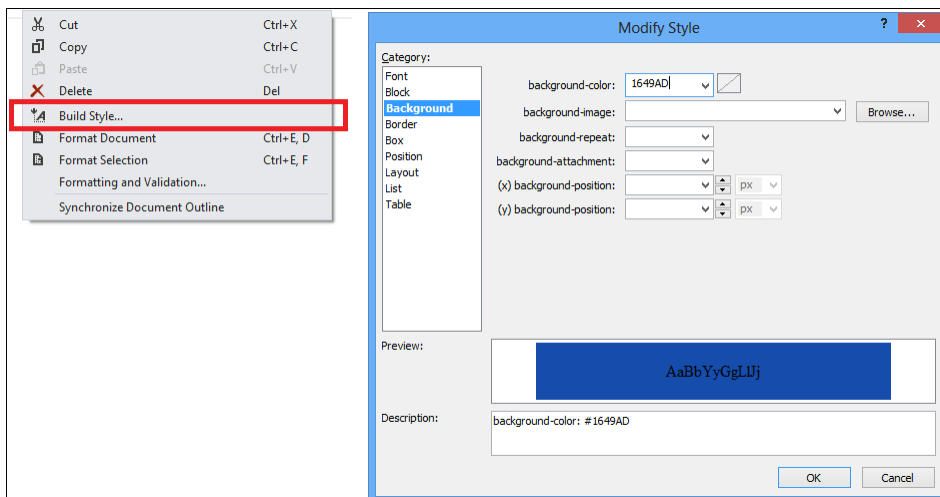 Cut Ctrl+X
Copy Ctrl+C
Paste Ctrl+V
Delete Del
Build Style...
Format Document Ctrl+E, D
Format Selection Ctrl+E, F
Formatting and Validation...
Synchronize Document Outline
Modify Style ?
Category:
Font
Block
Background
Border
Box
Position
Layout
List
Table
background-color: 1649AD
background-image: Browse...
background-repeat:
background-attachment:
(x) background-position: px
(y) background-position: px
Preview:
AaBbYyGgLlJj
Description:
background-color: #1649AD
OK Cancel